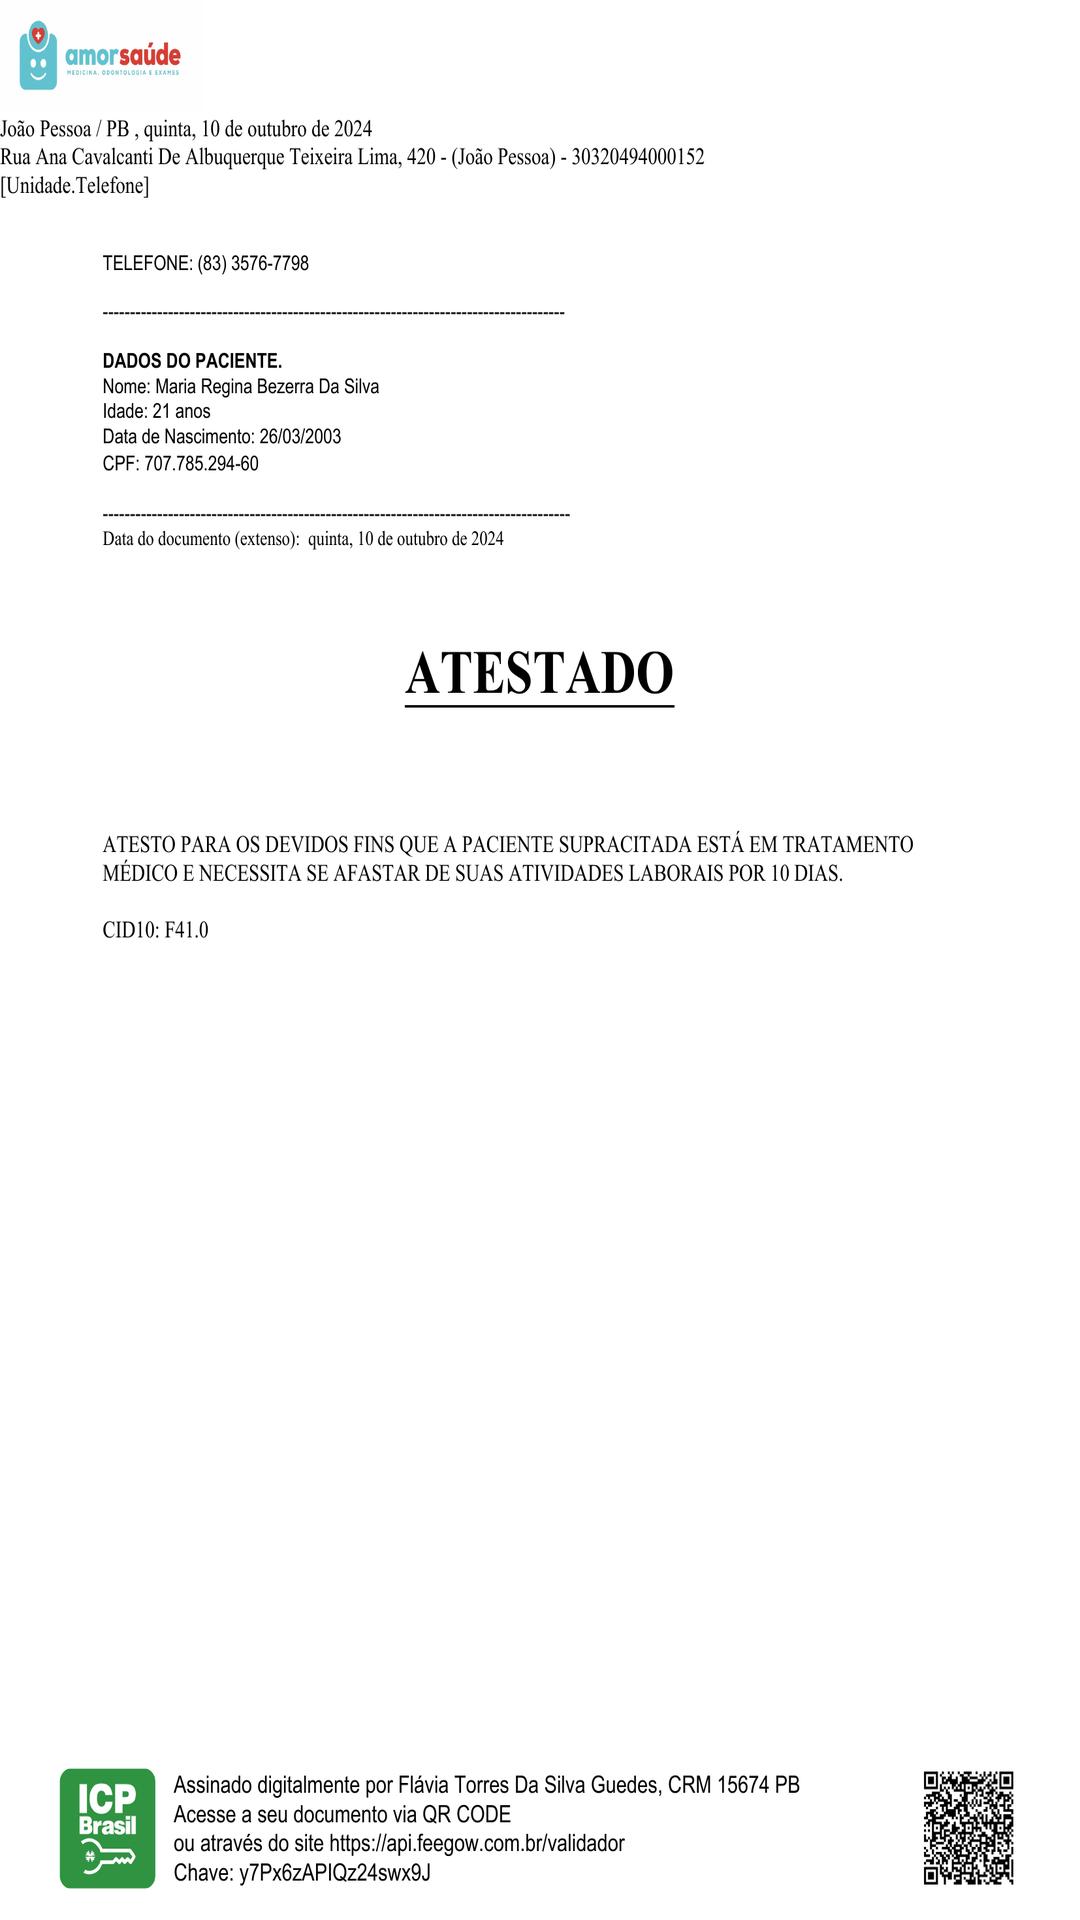 amorsaúde
MEDICINA, ODONTOLOGIA E EXAMES
João Pessoa / PB , quinta, 10 de outubro de 2024
Rua Ana Cavalcanti De Albuquerque Teixeira Lima, 420 - (João Pessoa) - 30320494000152
[Unidade.Telefone]
TELEFONE: (83) 3576-7798
-------------------------------------------------------------------------------------
DADOS DO PACIENTE.
Nome: Maria Regina Bezerra Da Silva
Idade: 21 anos
Data de Nascimento: 26/03/2003
CPF: 707.785.294-60
--------------------------------------------------------------------------------------
Data do documento (extenso):  quinta, 10 de outubro de 2024
ATESTADO
ATESTO PARA OS DEVIDOS FINS QUE A PACIENTE SUPRACITADA ESTÁ EM TRATAMENTO
MÉDICO E NECESSITA SE AFASTAR DE SUAS ATIVIDADES LABORAIS POR 10 DIAS.
CID10: F41.0
ICP
Brasil
Assinado digitalmente por Flávia Torres Da Silva Guedes, CRM 15674 PB
Acesse a seu documento via QR CODE
ou através do site https://api.feegow.com.br/validador
Chave: y7Px6zAPIQz24swx9J